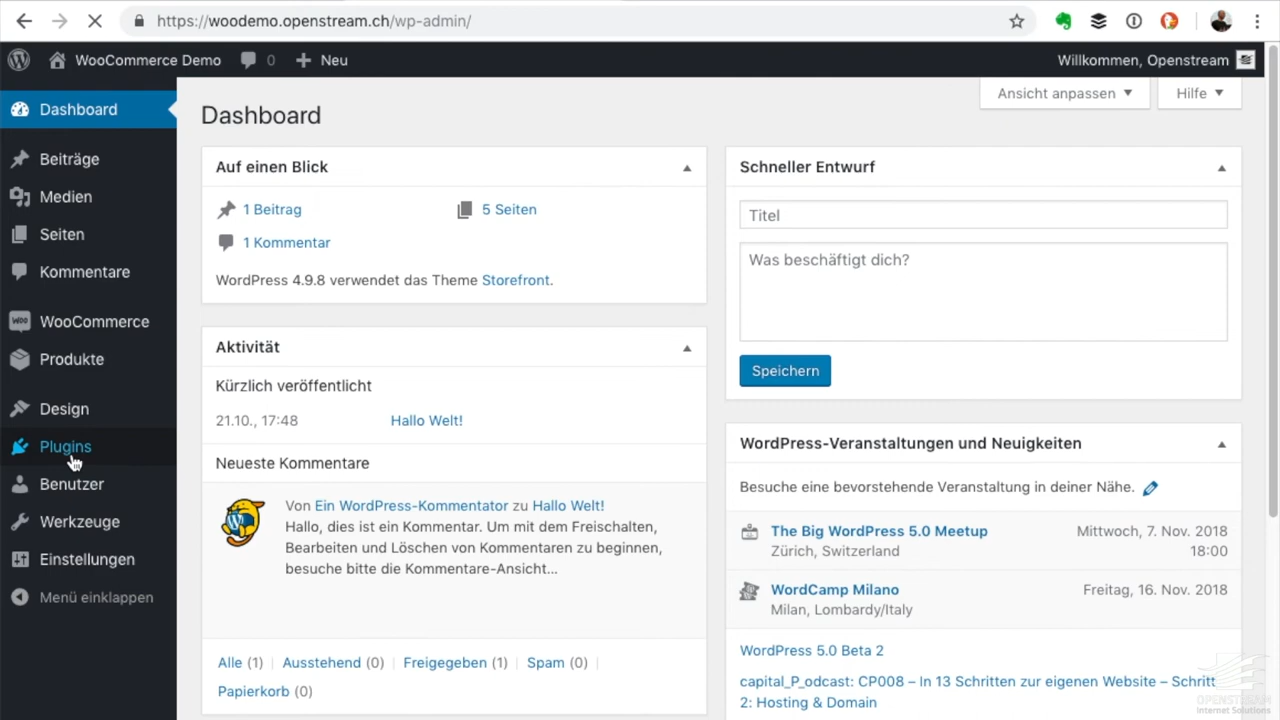 https://woodemo.openstream.ch/wp-admin/
WooCommerce Demo 0 + Neu Willkommen, Openstream
Ansicht anpassen ▼ Hilfe ▼
Dashboard
Beiträge
Medien
Seiten
Kommentare
WooCommerce
Produkte
Design
Plugins
Benutzer
Werkzeuge
Einstellungen
Menü einklappen
Dashboard
Auf einen Blick
1 Beitrag 5 Seiten
1 Kommentar
WordPress 4.9.8 verwendet das Theme Storefront.
Aktivität
Kürzlich veröffentlicht
21.10., 17:48 Hallo Welt!
Neueste Kommentare
Von Ein WordPress-Kommentator zu Hallo Welt!
Hallo, dies ist ein Kommentar. Um mit dem Freischalten,
Bearbeiten und Löschen von Kommentaren zu beginnen,
besuche bitte die Kommentare-Ansicht…
Alle (1) | Ausstehend (0) | Freigegeben (1) | Spam (0) |
Papierkorb (0)
Schneller Entwurf
Titel
Was beschäftigt dich?
Speichern
WordPress-Veranstaltungen und Neuigkeiten
Besuche eine bevorstehende Veranstaltung in deiner Nähe.
The Big WordPress 5.0 Meetup Mittwoch, 7. Nov. 2018
Zürich, Switzerland 18:00
WordCamp Milano Freitag, 16. Nov. 2018
Milan, Lombardy/Italy
WordPress 5.0 Beta 2
capital_P_odcast: CP008 – In 13 Schritten zur eigenen Website – Schritt
2: Hosting & Domain
OPENSTREAM
Internet Solutions